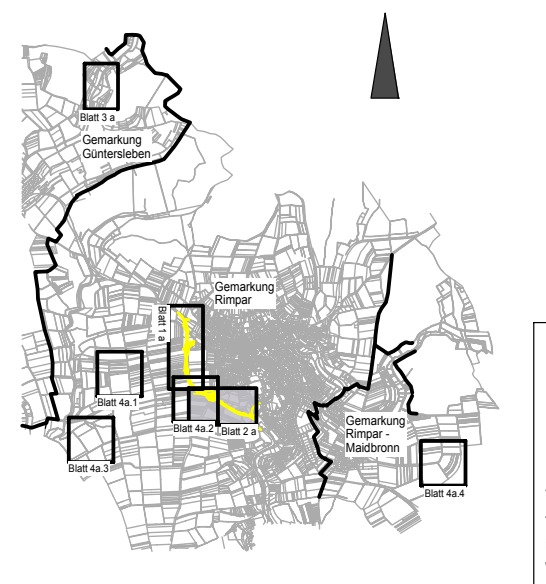 Blatt 3 a
Gemarkung
Güntersleben
Gemarkung
Rimpar
Blatt 1 a
Blatt 4a.1
Blatt 4a.2
Blatt 2 a
Gemarkung
Rimpar -
Maidbronn
Blatt 4a.3
Blatt 4a.4